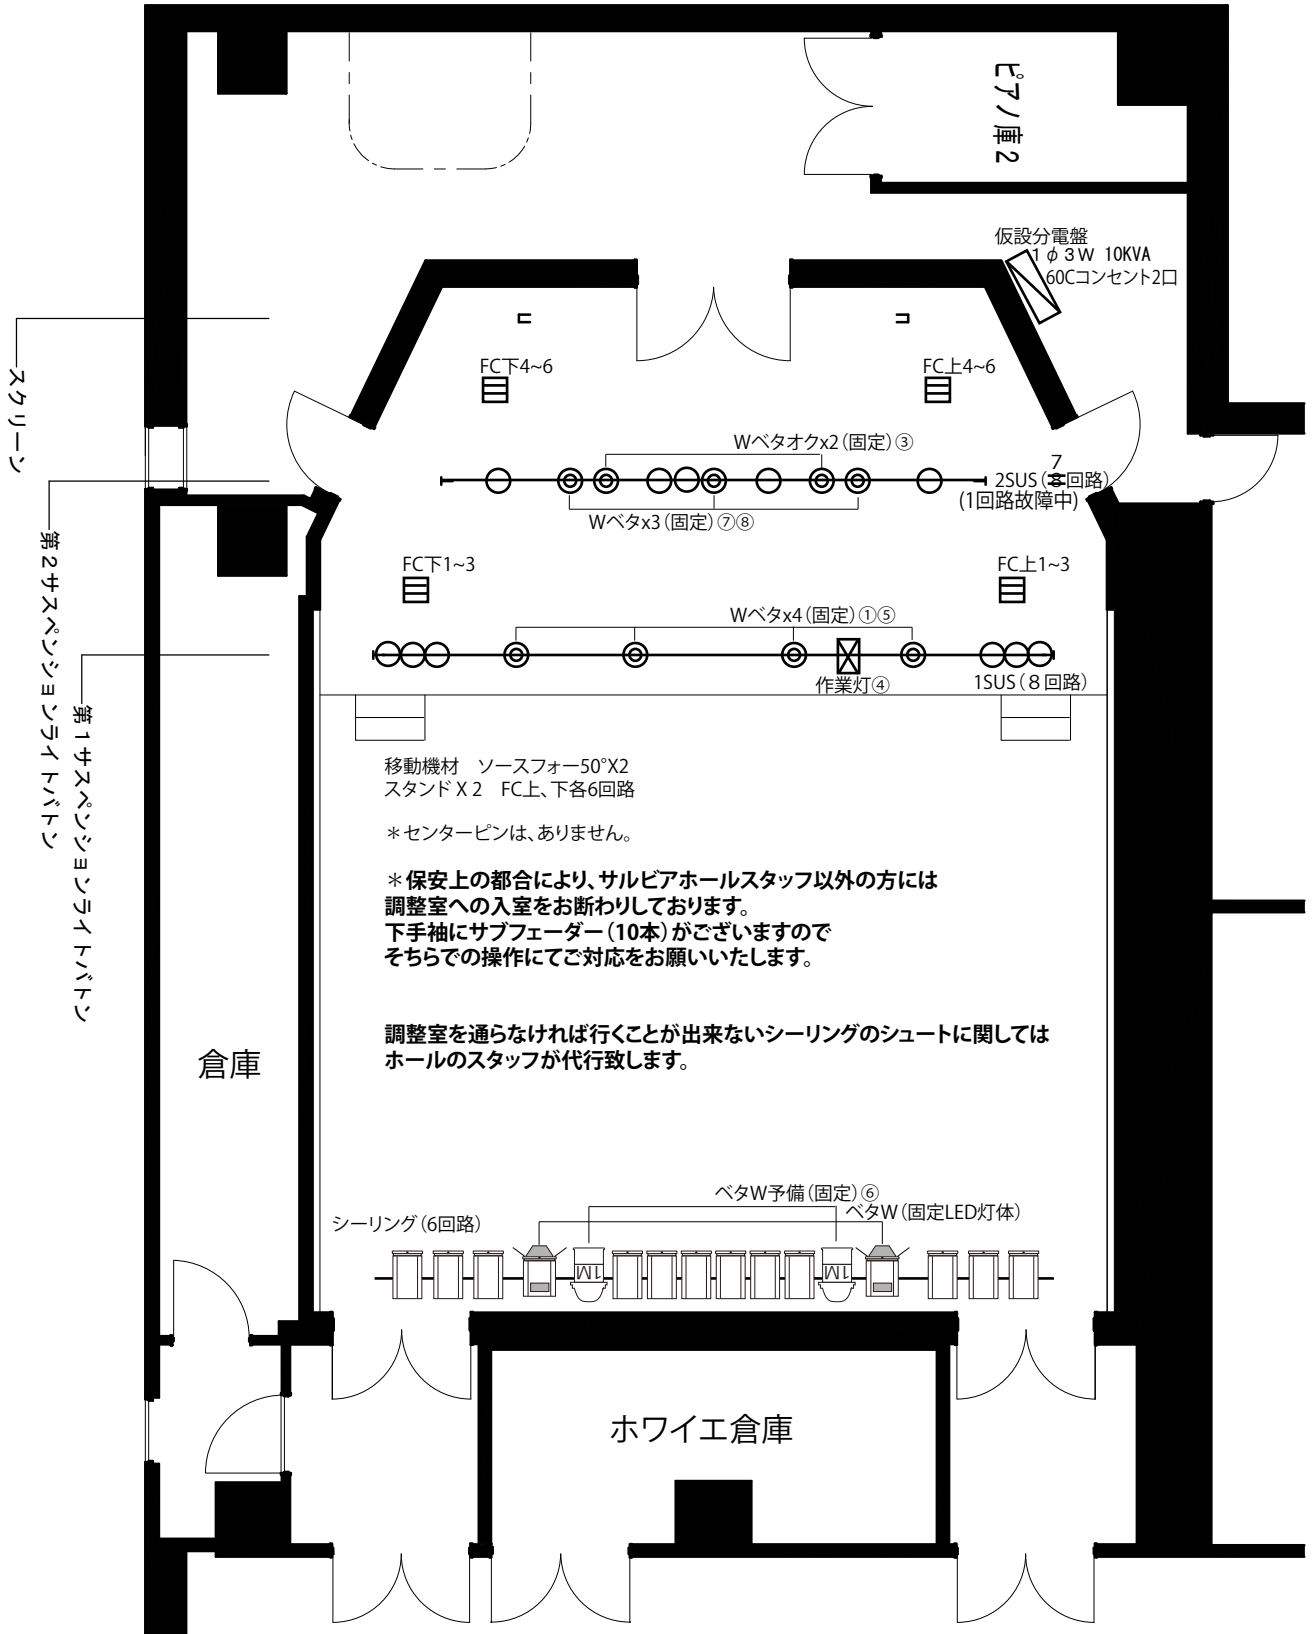 ピアノ庫2
仮設分電盤
1φ3W 10KVA
60Cコンセント2口
スクリーン
FC下4~6
FC上4~6
Wベタオクx2(固定)③
7
2SUS(8回路)
(1回路故障中)
Wベタx3(固定)⑦⑧
第2サスペンションライトバトン
FC下1~3
FC上1~3
Wベタx4(固定)①⑤
作業灯④
1SUS(8回路)
第1サスペンションライトバトン
移動機材 ソースフォー50°X2
スタンド X 2 FC上、下各6回路
*センターピンは、ありません。
*保安上の都合により、サルビアホールスタッフ以外の方には
調整室への入室をお断わりしております。
下手袖にサブフェーダー(10本)がございますので
そちらでの操作にてご対応をお願いいたします。
調整室を通らなければ行くことが出来ないシーリングのシュートに関しては
ホールのスタッフが代行致します。
倉庫
ベタW予備(固定)⑥
ベタW(固定LED灯体)
シーリング(6回路)
1M
1M
ホワイエ倉庫